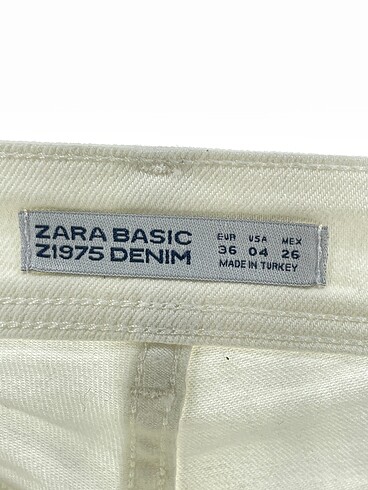 ZARA BASIC
Z1975 DENIM
EUR USA MEX
36 04 26
MADE IN TURKEY